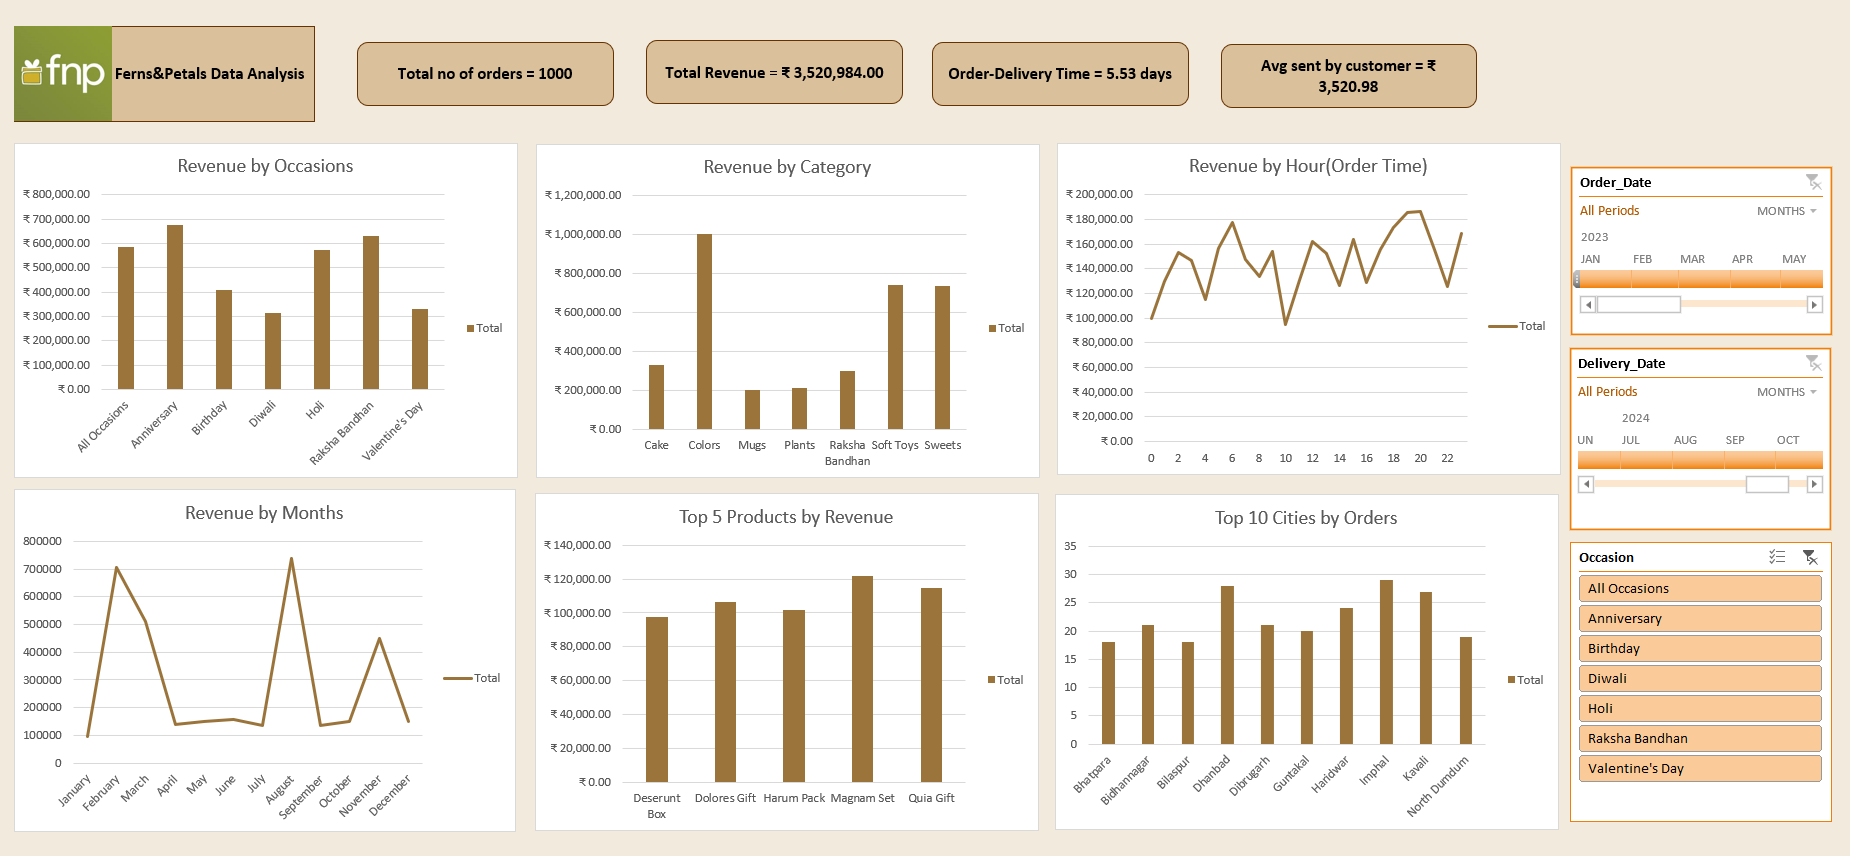 fnp
Ferns&Petals Data Analysis
Total no of orders = 1000
Total Revenue = ₹ 3,520,984.00
Order-Delivery Time = 5.53 days
Avg sent by customer = ₹
3,520.98
Revenue by Occasions
₹ 800,000.00
₹ 700,000.00
₹ 600,000.00
₹ 500,000.00
₹ 400,000.00
₹ 300,000.00
₹ 200,000.00
₹ 100,000.00
₹ 0.00
All Occasions
Anniversary
Birthday
Diwali
Holi
Raksha Bandhan
Valentine's Day
Total
Revenue by Category
₹ 1,200,000.00
₹ 1,000,000.00
₹ 800,000.00
₹ 600,000.00
₹ 400,000.00
₹ 200,000.00
₹ 0.00
Cake
Colors
Mugs
Plants
Raksha
Bandhan
Soft Toys
Sweets
Total
Revenue by Hour(Order Time)
₹ 200,000.00
₹ 180,000.00
₹ 160,000.00
₹ 140,000.00
₹ 120,000.00
₹ 100,000.00
₹ 80,000.00
₹ 60,000.00
₹ 40,000.00
₹ 20,000.00
₹ 0.00
0 2 4 6 8 10 12 14 16 18 20 22
Total
Order_Date
All Periods
MONTHS
2023
JAN FEB MAR APR MAY
Delivery_Date
All Periods
MONTHS
2024
UN JUL AUG SEP OCT
Occasion
All Occasions
Anniversary
Birthday
Diwali
Holi
Raksha Bandhan
Valentine's Day
Revenue by Months
800000
700000
600000
500000
400000
300000
200000
100000
0
January
February
March
April
May
June
July
August
September
October
November
December
Total
Top 5 Products by Revenue
₹ 140,000.00
₹ 120,000.00
₹ 100,000.00
₹ 80,000.00
₹ 60,000.00
₹ 40,000.00
₹ 20,000.00
₹ 0.00
Deserunt
Box
Dolores Gift
Harum Pack
Magnam Set
Quia Gift
Total
Top 10 Cities by Orders
35
30
25
20
15
10
5
0
Bhatpara
Bidhannagar
Bilaspur
Dhanbad
Dibrugarh
Guntakal
Haridwar
Imphal
Kavali
North Dumdum
Total